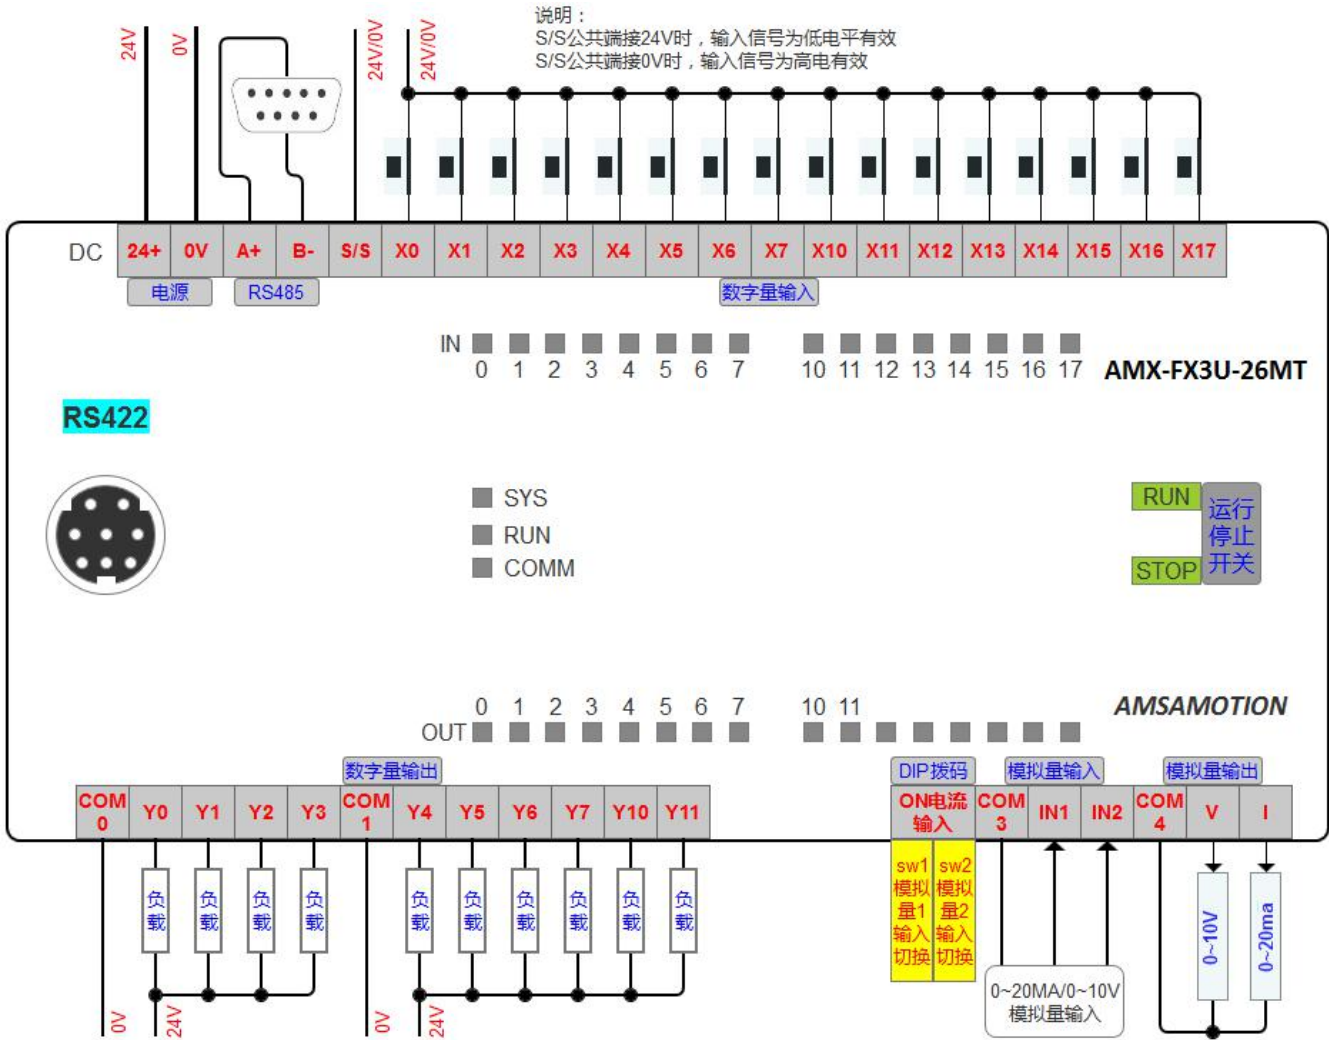 说明：
S/S公共端接24V时，输入信号为低电平有效
S/S公共端接0V时，输入信号为高电有效
24V
0V
24V/0V
24V/0V
DC 24+ 0V A+ B- S/S X0 X1 X2 X3 X4 X5 X6 X7 X10 X11 X12 X13 X14 X15 X16 X17
电源 RS485 数字量输入
IN
0 1 2 3 4 5 6 7 10 11 12 13 14 15 16 17
AMX-FX3U-26MT
RS422
SYS
RUN
COMM
RUN
STOP
运行
停止
开关
0 1 2 3 4 5 6 7 10 11
OUT
AMSAMOTION
数字量输出 DIP拨码 模拟量输入 模拟量输出
COM
0
Y0 Y1 Y2 Y3
COM
1
Y4 Y5 Y6 Y7 Y10 Y11
ON电流
输入
COM
3
IN1 IN2
COM
4
V I
sw1
模拟
量1
输入
切换
sw2
模拟
量2
输入
切换
负载
负载
负载
负载
负载
负载
负载
负载
负载
负载
0~10V
0~20ma
0~20MA/0~10V
模拟量输入
0V
24V
0V
24V